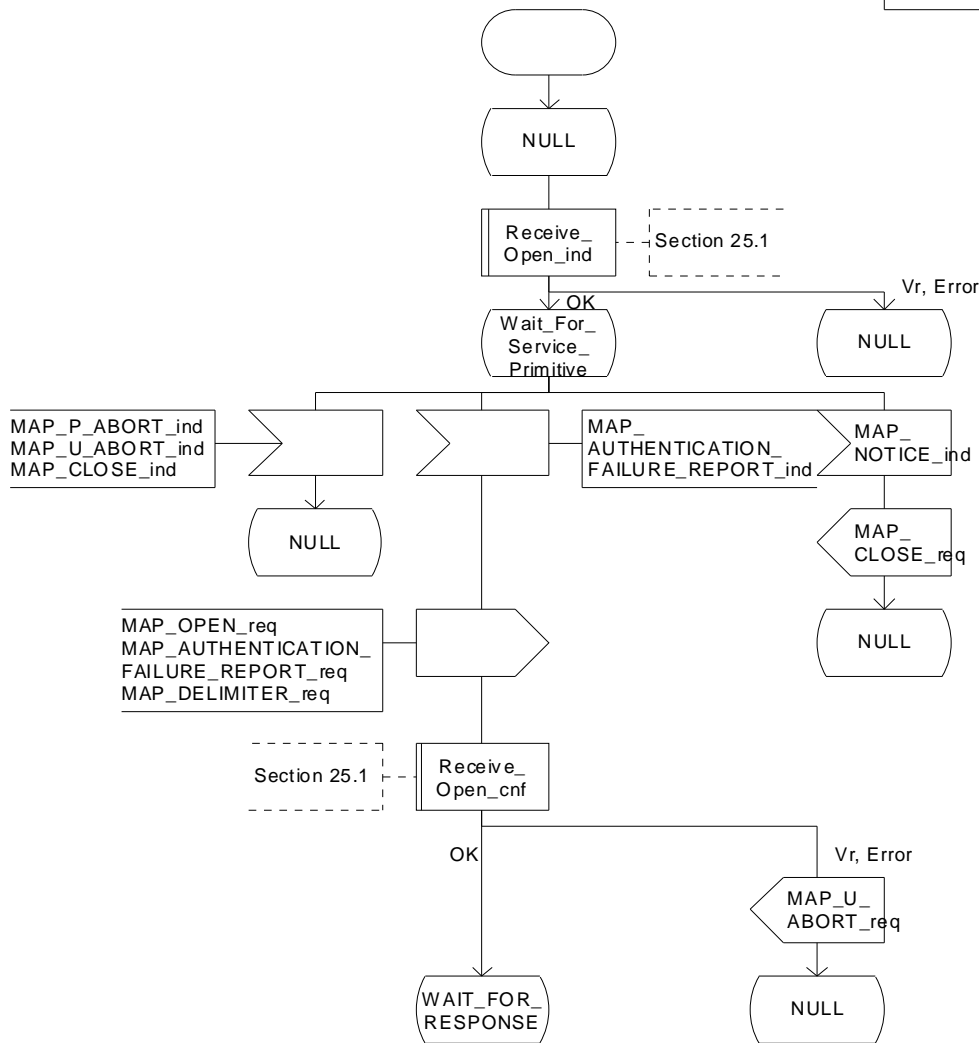 NULL
Receive_
Open_ind
Section 25.1
Vr, Error
OK
Wait_For_
Service_
Primitive
NULL
MAP_P_ABORT_ind
MAP_U_ABORT_ind
MAP_CLOSE_ind
MAP_
AUTHENTICATION_
FAILURE_REPORT_ind
MAP_
NOTICE_ind
NULL
MAP_
CLOSE_req
NULL
MAP_OPEN_req
MAP_AUTHENTICATION_
FAILURE_REPORT_req
MAP_DELIMITER_req
Section 25.1
Receive_
Open_cnf
OK
Vr, Error
MAP_U_
ABORT_req
WAIT_FOR_
RESPONSE
NULL